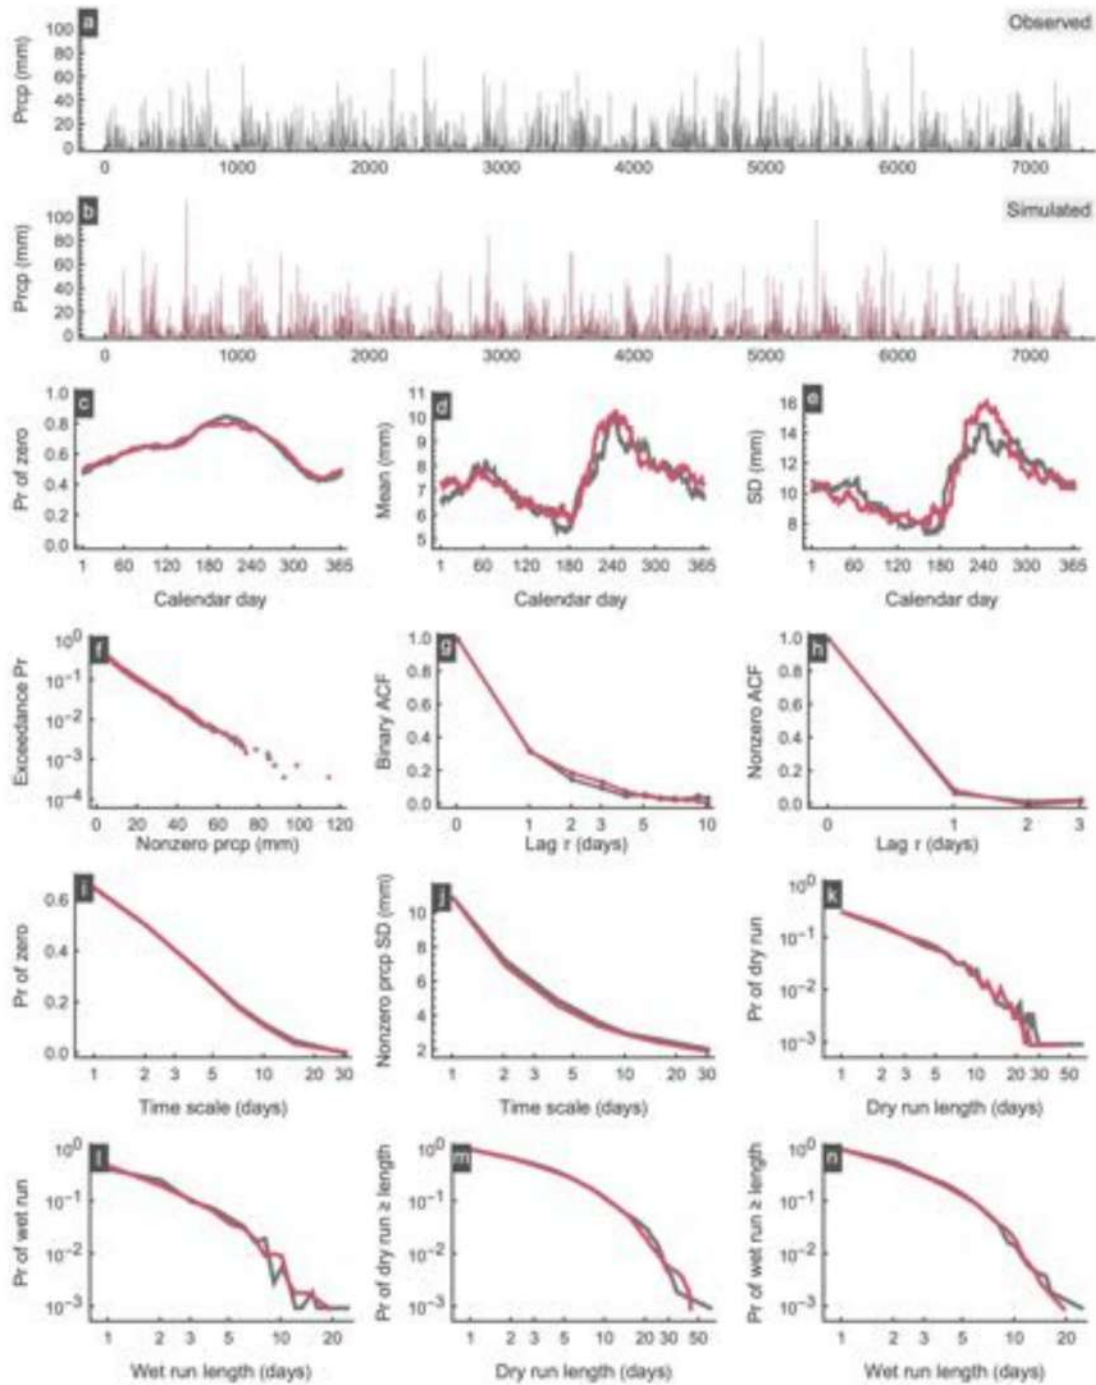 a
Observed
Prcp (mm)
100
80
60
40
20
0
0 1000 2000 3000 4000 5000 6000 7000
b
Simulated
Prcp (mm)
100
80
60
40
20
0
0 1000 2000 3000 4000 5000 6000 7000
c
Pr of zero
1.0
0.8
0.6
0.4
0.2
0.0
1 60 120 180 240 300 365
Calendar day
d
Mean (mm)
11
10
9
8
7
6
5
1 60 120 180 240 300 365
Calendar day
e
SD (mm)
16
14
12
10
8
1 60 120 180 240 300 365
Calendar day
f
Exceedance Pr
10^0
10^-1
10^-2
10^-3
10^-4
0 20 40 60 80 100 120
Nonzero prcp (mm)
g
Binary ACF
1.0
0.8
0.6
0.4
0.2
0.0
0 1 2 3 5 10
Lag τ (days)
h
Nonzero ACF
1.0
0.8
0.6
0.4
0.2
0.0
0 1 2 3
Lag τ (days)
i
Pr of zero
0.6
0.4
0.2
0.0
1 2 3 5 10 20 30
Time scale (days)
j
Nonzero prcp SD (mm)
10
8
6
4
2
1 2 3 5 10 20 30
Time scale (days)
k
Pr of dry run
10^0
10^-1
10^-2
10^-3
1 2 3 5 10 20 30 50
Dry run length (days)
l
Pr of wet run
10^0
10^-1
10^-2
10^-3
1 2 3 5 10 20
Wet run length (days)
m
Pr of dry run ≥ length
10^0
10^-1
10^-2
10^-3
1 2 3 5 10 20 30 50
Dry run length (days)
n
Pr of wet run ≥ length
10^0
10^-1
10^-2
10^-3
1 2 3 5 10 20
Wet run length (days)